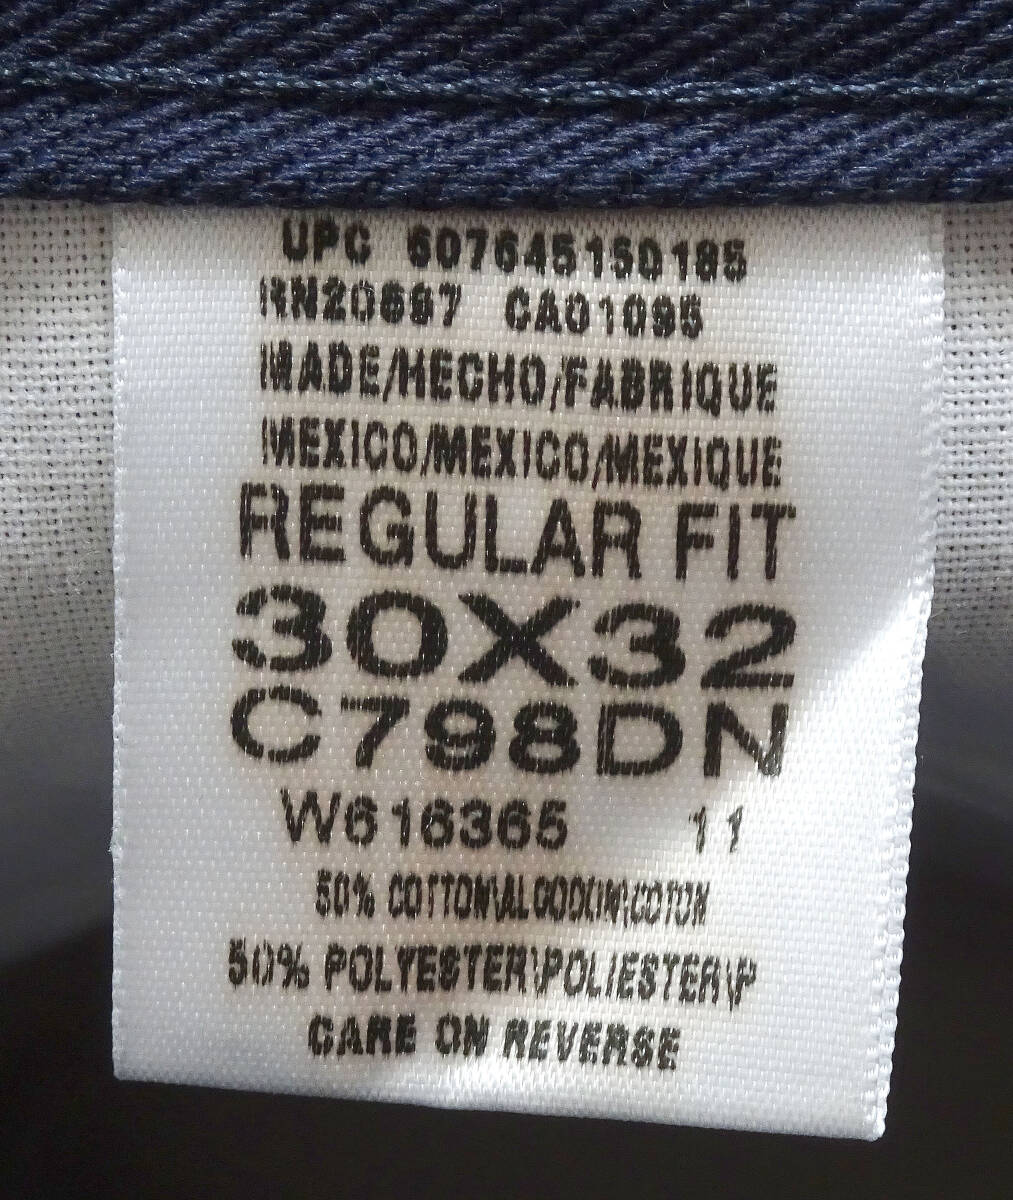 UPC 607645150185
RN20697 CA01095
MADE/HECHO/FABRIQUE
MEXICO/MEXICO/MEXIQUE
REGULAR FIT
30X32
C798DN
W616365 11
50% COTTON\ALGODON\COTON
50% POLYESTER\POLIESTER\P
CARE ON REVERSE